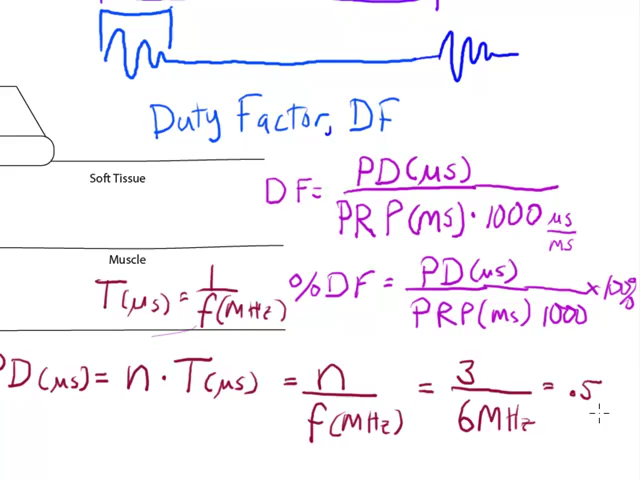 Duty Factor, DF
Soft Tissue
DF = PD(μs) / PRP(ms) · 1000 μs/ms
Muscle
T(μs) = 1 / f(MHz)
%DF = PD(μs) / PRP(ms) 1000 × 100%
PD(μs) = n · T(μs) = n / f(MHz) = 3 / 6MHz = .5